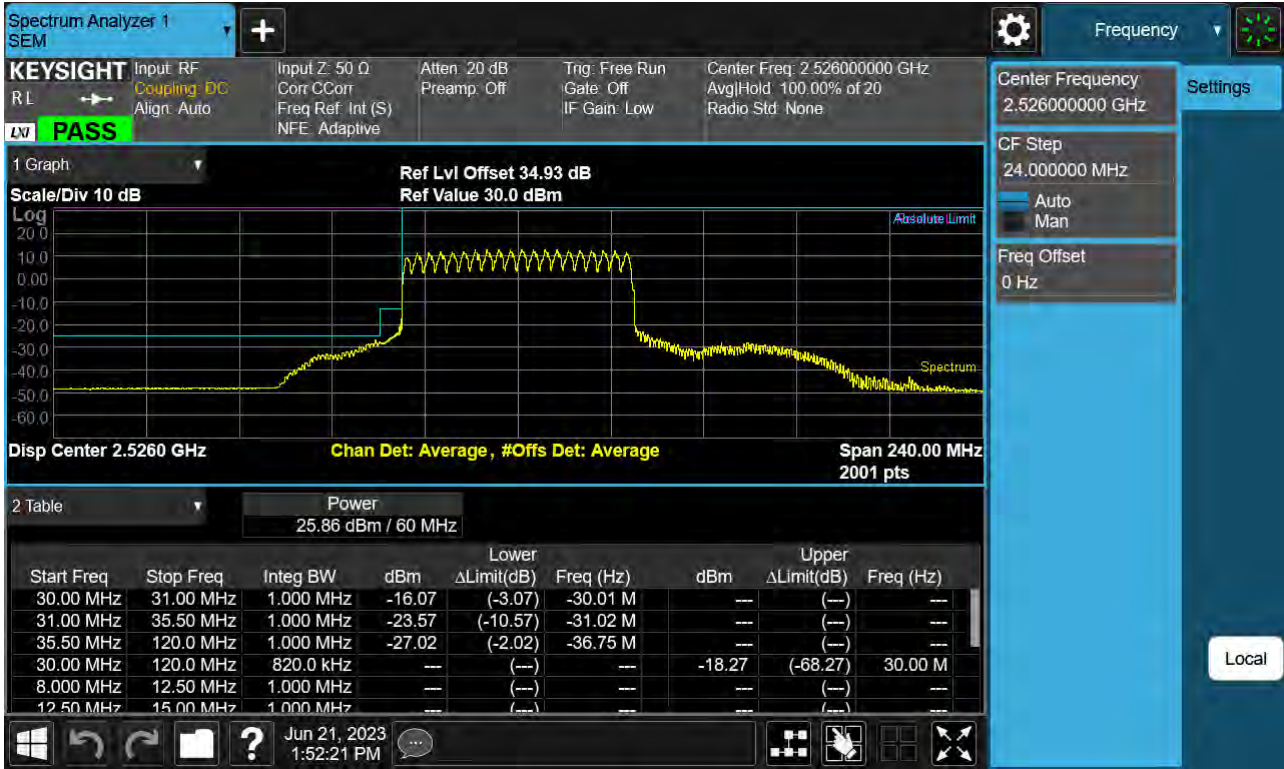 Spectrum Analyzer 1
SEM
Frequency
KEYSIGHT
Input: RF
Coupling: DC
Align: Auto
Input Z: 50 Ω
Corr CCorr
Freq Ref: Int (S)
NFE: Adaptive
Atten: 20 dB
Preamp: Off
Trig: Free Run
Gate: Off
IF Gain: Low
Center Freq: 2.526000000 GHz
Avg|Hold: 100.00% of 20
Radio Std: None
R L
LXI
PASS
Center Frequency
2.526000000 GHz
Settings
CF Step
24.000000 MHz
Auto
Man
Freq Offset
0 Hz
Local
1 Graph
Ref Lvl Offset 34.93 dB
Scale/Div 10 dB
Ref Value 30.0 dBm
Log
20.0
10.0
0.00
-10.0
-20.0
-30.0
-40.0
-50.0
-60.0
Absolute Limit
Spectrum
Disp Center 2.5260 GHz
Chan Det: Average, #Offs Det: Average
Span 240.00 MHz
2001 pts
2 Table
Power
25.86 dBm / 60 MHz
Lower Upper
Start Freq Stop Freq Integ BW dBm ΔLimit(dB) Freq (Hz) dBm ΔLimit(dB) Freq (Hz)
30.00 MHz 31.00 MHz 1.000 MHz -16.07 (-3.07) -30.01 M --- (---) ---
31.00 MHz 35.50 MHz 1.000 MHz -23.57 (-10.57) -31.02 M --- (---) ---
35.50 MHz 120.0 MHz 1.000 MHz -27.02 (-2.02) -36.75 M --- (---) ---
30.00 MHz 120.0 MHz 820.0 kHz --- (---) --- -18.27 (-68.27) 30.00 M
8.000 MHz 12.50 MHz 1.000 MHz --- (---) --- --- (---) ---
12.50 MHz 15.00 MHz 1.000 MHz --- (---) --- --- (---) ---
Jun 21, 2023
1:52:21 PM